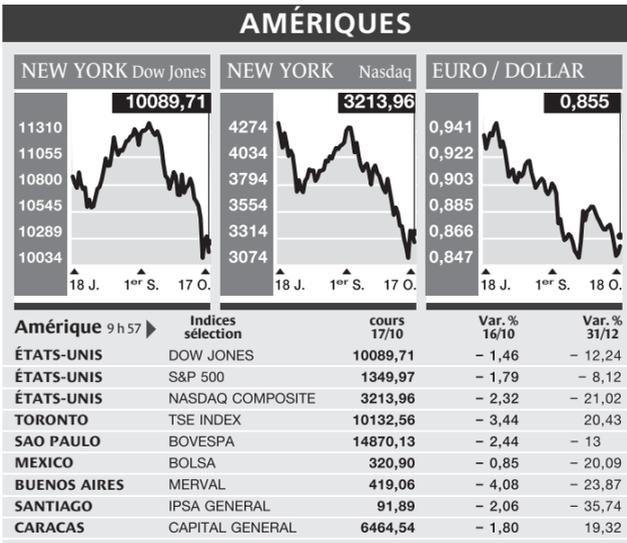 AMÉRIQUES
NEW YORK Dow Jones
10089,71
11310
11055
10800
10545
10289
10034
18 J. 1er S. 17 O.
NEW YORK Nasdaq
3213,96
4274
4034
3794
3554
3314
3074
18 J. 1er S. 17 O.
EURO / DOLLAR
0,855
0,941
0,922
0,903
0,885
0,866
0,847
18 J. 1er S. 18 O.
Amérique 9 h 57 Indices sélection cours 17/10 Var. % 16/10 Var. % 31/12
ÉTATS-UNIS DOW JONES 10089,71 – 1,46 – 12,24
ÉTATS-UNIS S&P 500 1349,97 – 1,79 – 8,12
ÉTATS-UNIS NASDAQ COMPOSITE 3213,96 – 2,32 – 21,02
TORONTO TSE INDEX 10132,56 – 3,44 20,43
SAO PAULO BOVESPA 14870,13 – 2,44 – 13
MEXICO BOLSA 320,90 – 0,85 – 20,09
BUENOS AIRES MERVAL 419,06 – 4,08 – 23,87
SANTIAGO IPSA GENERAL 91,89 – 2,06 – 35,74
CARACAS CAPITAL GENERAL 6464,54 – 1,80 19,32